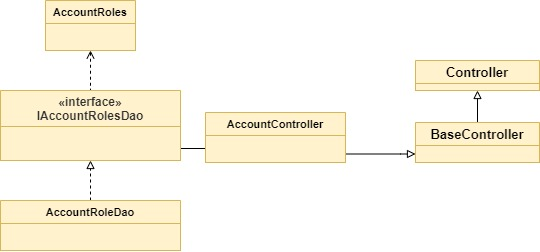 AccountRoles
«interface»
IAccountRolesDao
AccountController
Controller
BaseController
AccountRoleDao